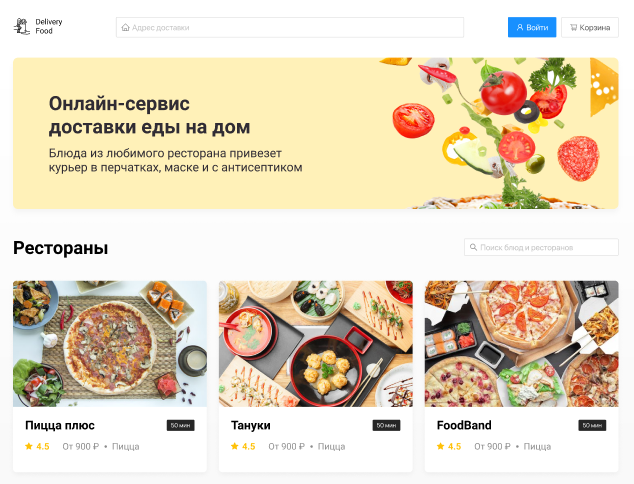 Delivery
Food
Адрес доставки
Войти
Корзина
Онлайн-сервис
доставки еды на дом
Блюда из любимого ресторана привезет
курьер в перчатках, маске и с антисептиком
Рестораны
Поиск блюд и ресторанов
Пицца плюс
50 мин
4.5 От 900 ₽ • Пицца
Тануки
50 мин
4.5 От 900 ₽ • Пицца
FoodBand
50 мин
4.5 От 900 ₽ • Пицца